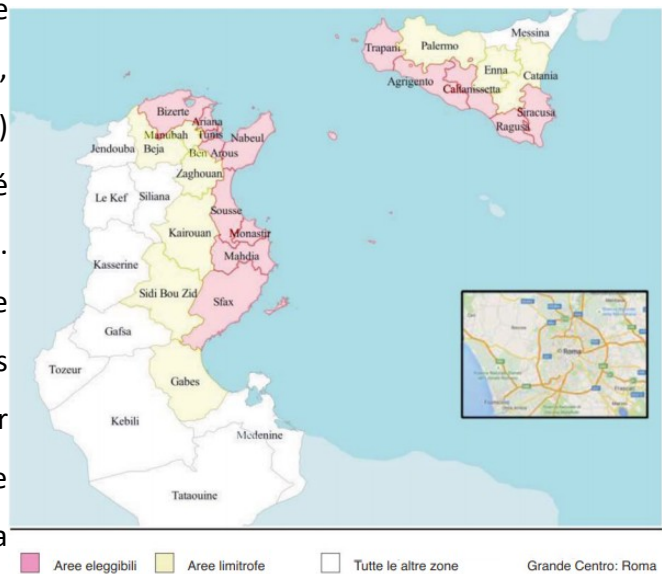 e
,
)
é
.
e
s
r
e
a
Messina
Trapani
Palermo
Enna
Catania
Agrigento
Caltanissetta
Siracusa
Ragusa
Bizerte
Ariana
Manubah
Tunis
Nabeul
Jendouba
Beja
Ben Arous
Zaghouan
Le Kef
Siliana
Sousse
Kairouan
Monastir
Mahdia
Kasserine
Sidi Bou Zid
Sfax
Gafsa
Tozeur
Gabes
Kebili
Medenine
Tataouine
Roma
Aree eleggibili
Aree limitrofe
Tutte le altre zone
Grande Centro: Roma